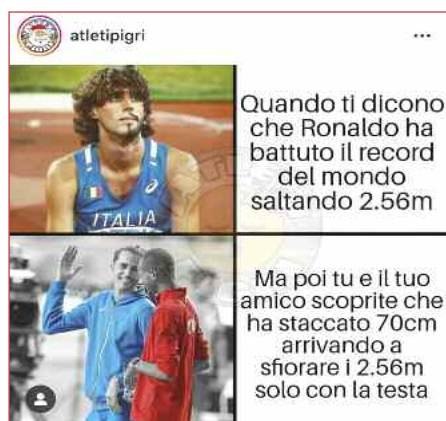 atletipigri
Quando ti dicono
che Ronaldo ha
battuto il record
del mondo
saltando 2.56m
ITALIA
Ma poi tu e il tuo
amico scoprite che
ha staccato 70cm
arrivando a
sfiorare i 2.56m
solo con la testa